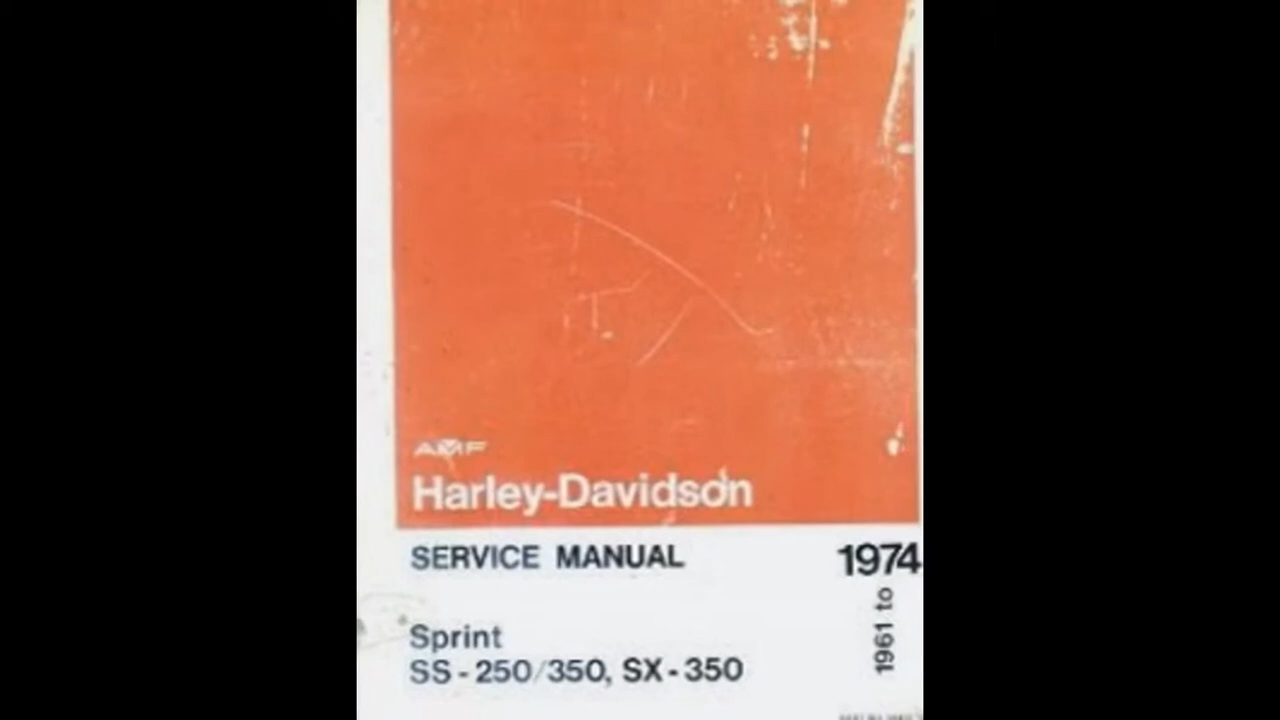 AMF
Harley-Davidson
SERVICE MANUAL
1974
1961 to
Sprint
SS-250/350, SX-350